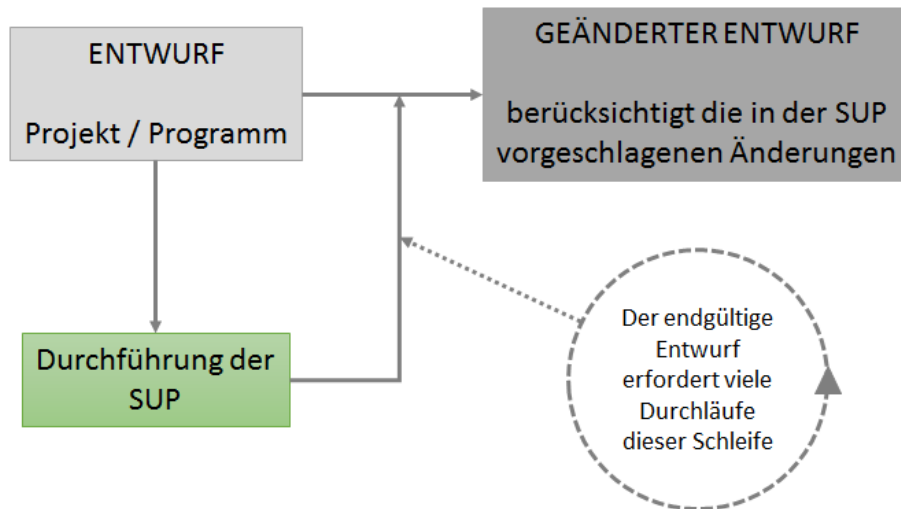 ENTWURF
Projekt / Programm
GEÄNDERTER ENTWURF
berücksichtigt die in der SUP
vorgeschlagenen Änderungen
Durchführung der
SUP
Der endgültige
Entwurf
erfordert viele
Durchläufe
dieser Schleife